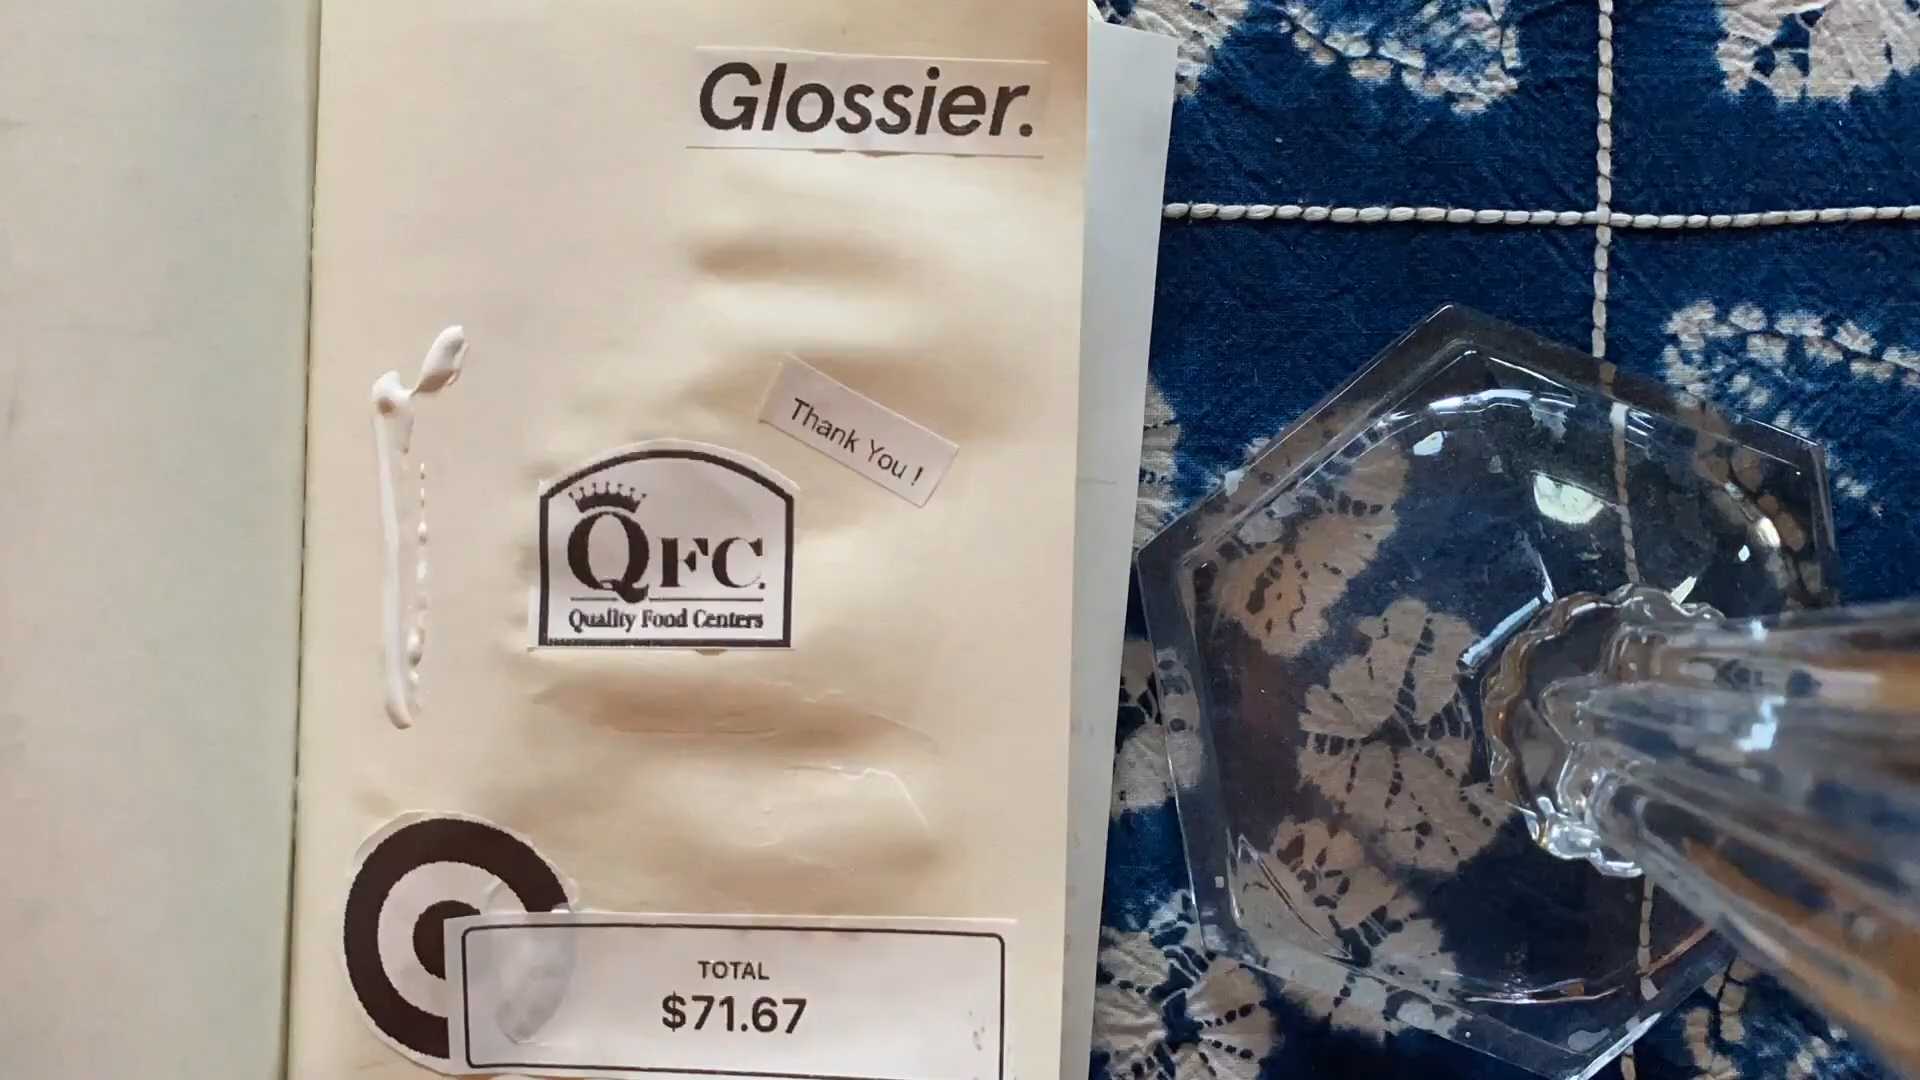 Glossier.
Thank You !
QFC.
Quality Food Centers
TOTAL
$71.67